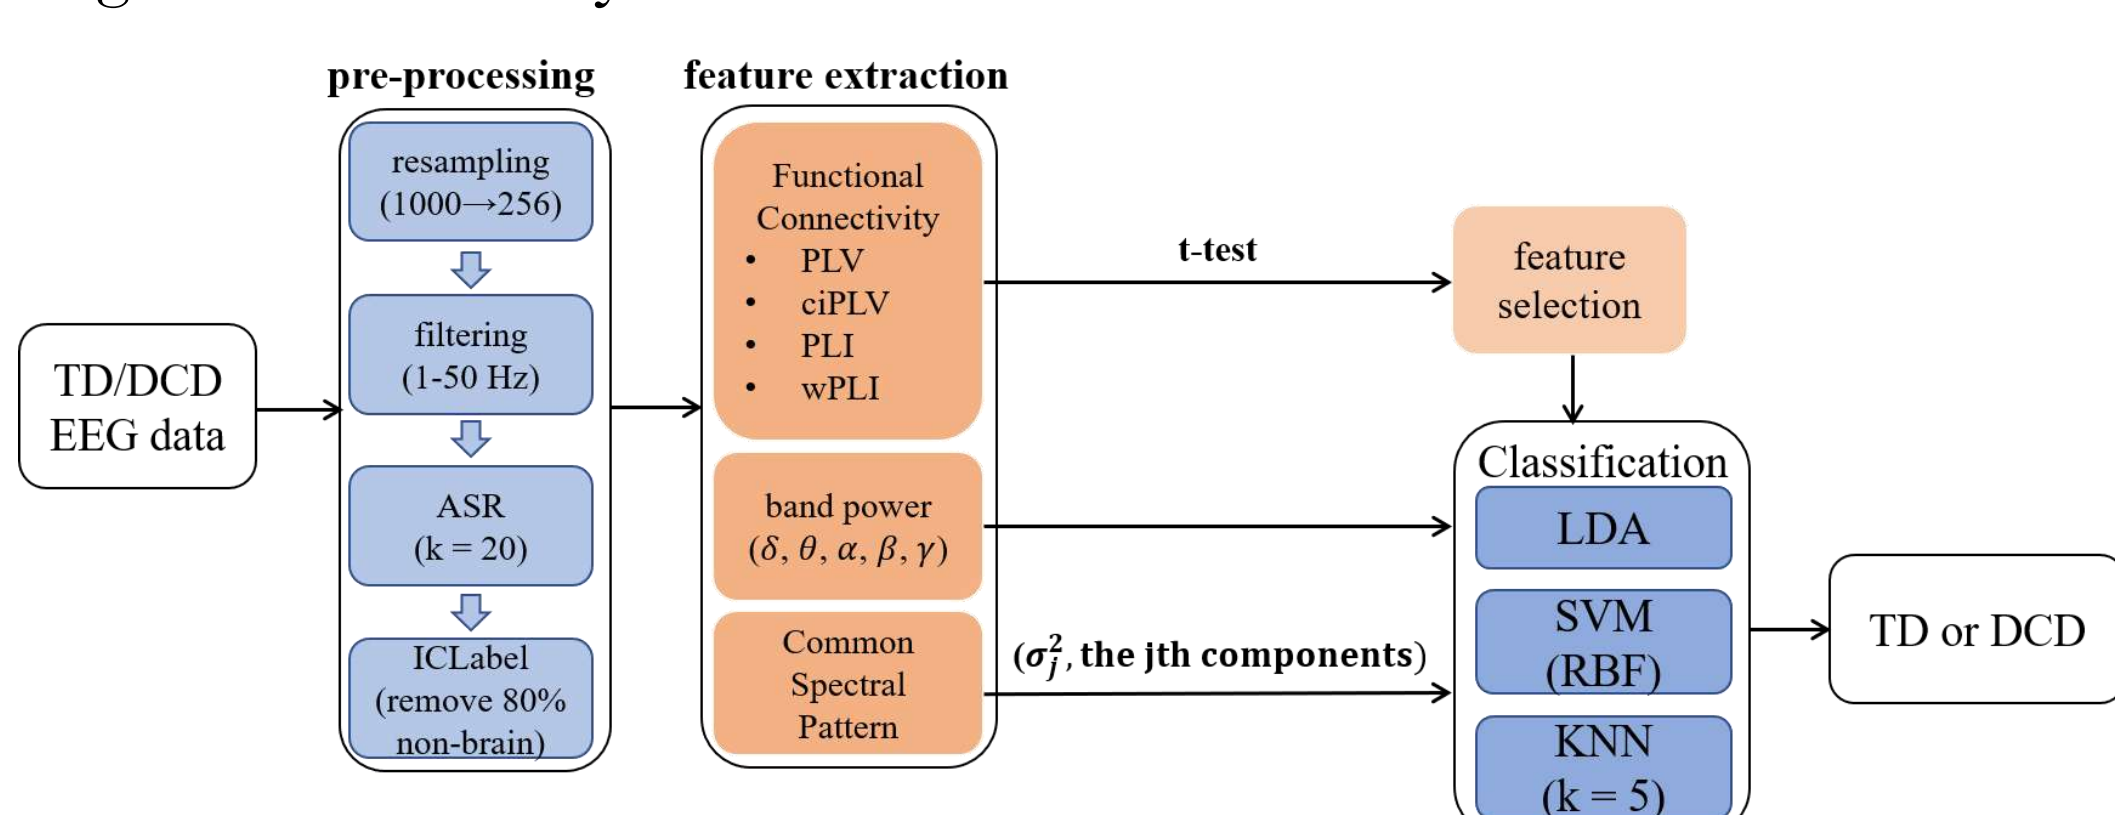 pre-processing
feature extraction
TD/DCD
EEG data
resampling
(1000→256)
filtering
(1-50 Hz)
ASR
(k = 20)
ICLabel
(remove 80%
non-brain)
Functional
Connectivity
• PLV
• ciPLV
• PLI
• wPLI
band power
(δ, θ, α, β, γ)
Common
Spectral
Pattern
t-test
(σ_j^2, the jth components)
feature
selection
Classification
LDA
SVM
(RBF)
KNN
(k = 5)
TD or DCD